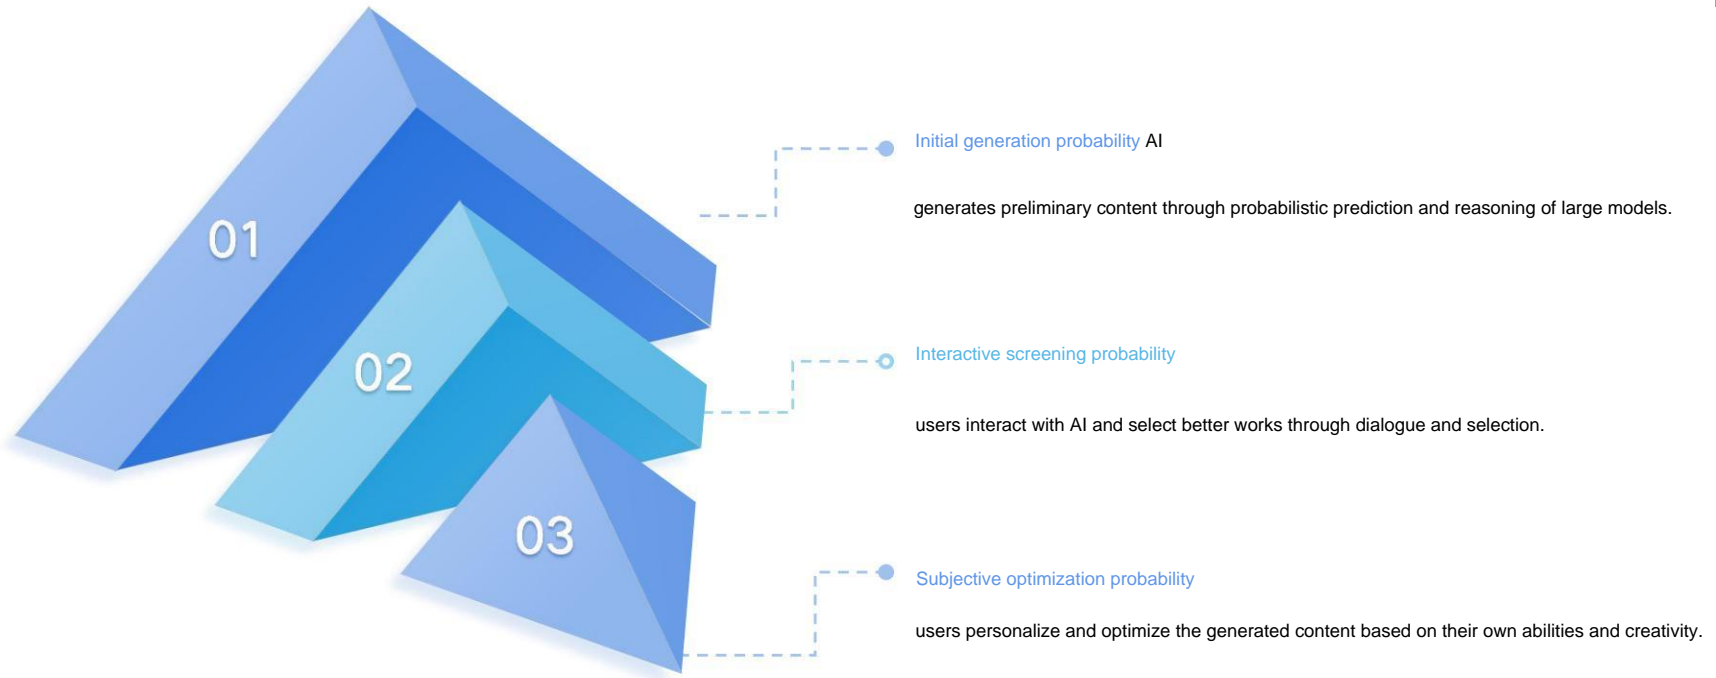 01
Initial generation probability AI
generates preliminary content through probabilistic prediction and reasoning of large models.
02
Interactive screening probability
users interact with AI and select better works through dialogue and selection.
03
Subjective optimization probability
users personalize and optimize the generated content based on their own abilities and creativity.